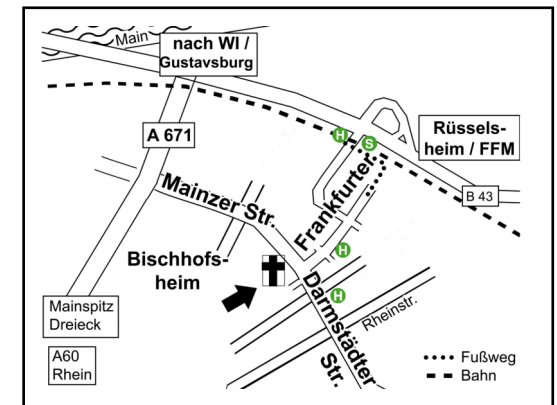 Main
nach WI /
Gustavsburg
H
S
Rüssels-
heim / FFM
A 671
Frankfurter
Mainzer Str.
B 43
Bischhofs-
heim
H
Darmstädter
Str.
H
Rheinstr.
Mainspitz
Dreieck
A60
Rhein
Fußweg
Bahn